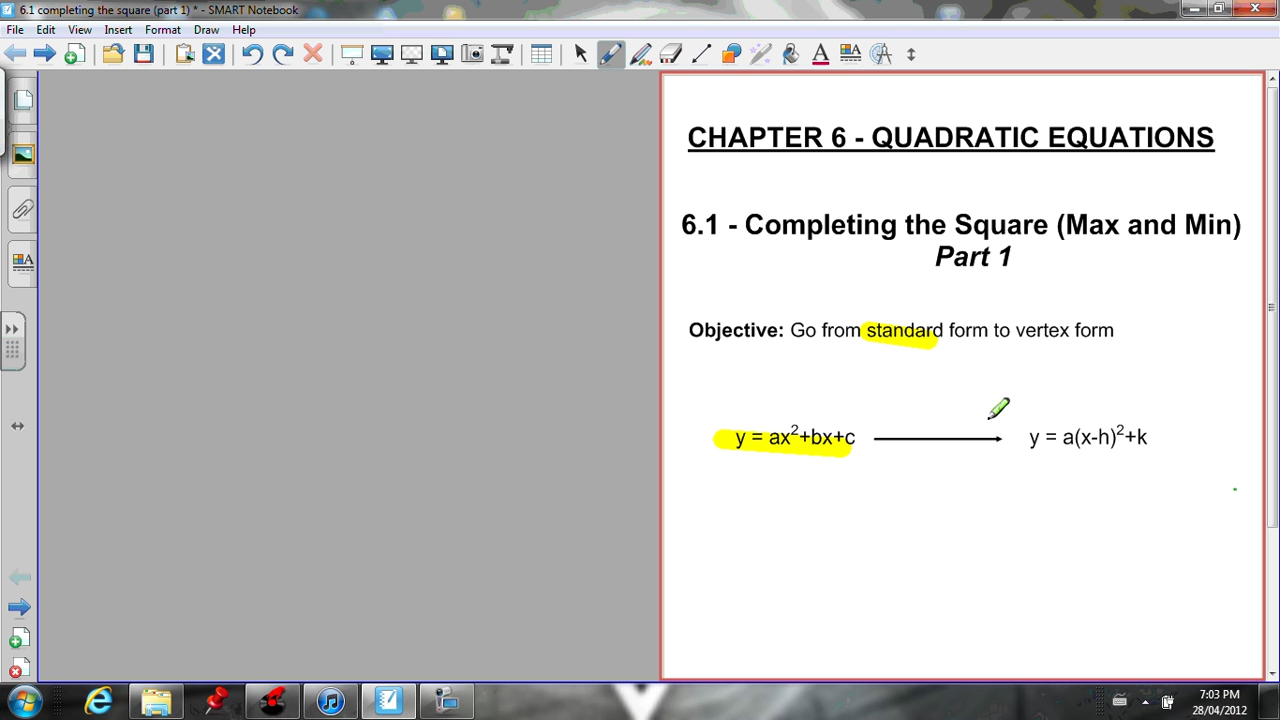 6.1 completing the square (part 1) * - SMART Notebook
File Edit View Insert Format Draw Help
CHAPTER 6 - QUADRATIC EQUATIONS
6.1 - Completing the Square (Max and Min)
Part 1
Objective: Go from standard form to vertex form
y = ax²+bx+c
y = a(x-h)²+k
7:03 PM
28/04/2012